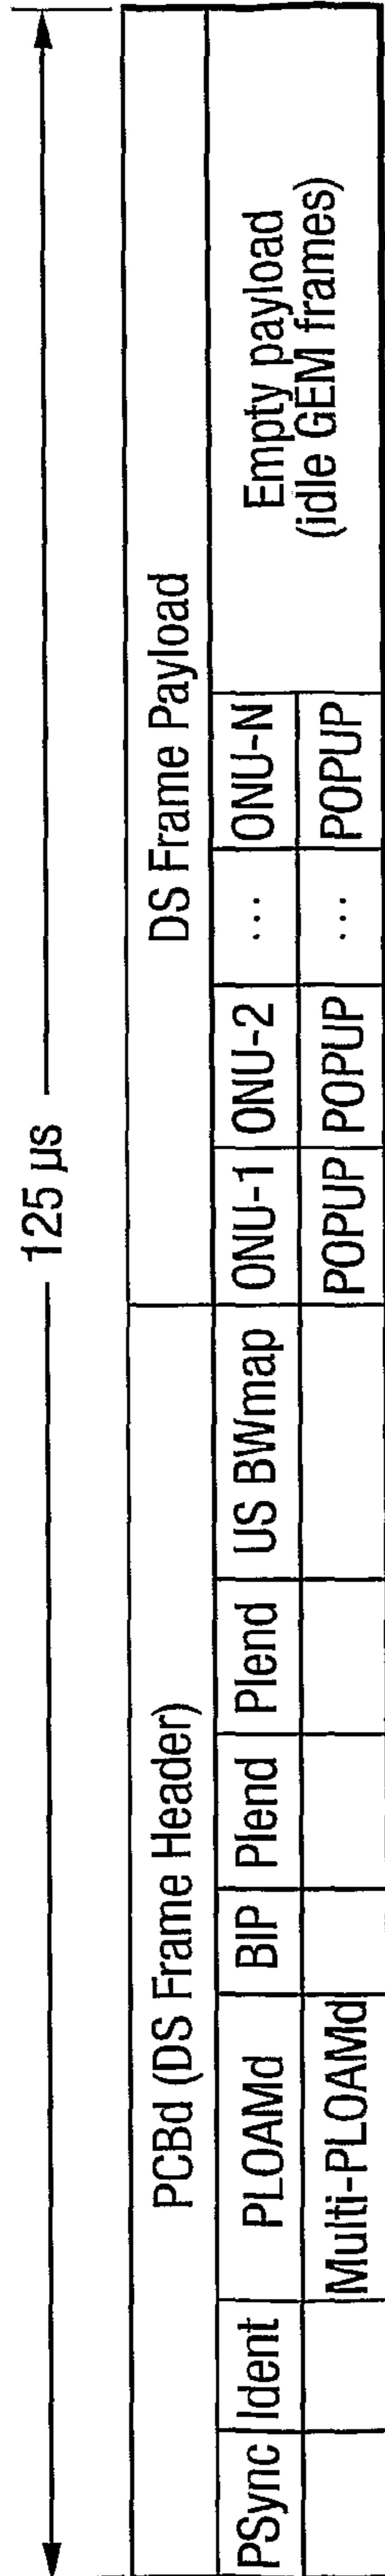 125 µs
PCBd (DS Frame Header) DS Frame Payload
PSync Ident PLOAMd BIP Plend Plend US BWmap ONU-1 ONU-2 ... ONU-N Empty payload
(idle GEM frames)
Multi-PLOAMd POPUP POPUP ... POPUP